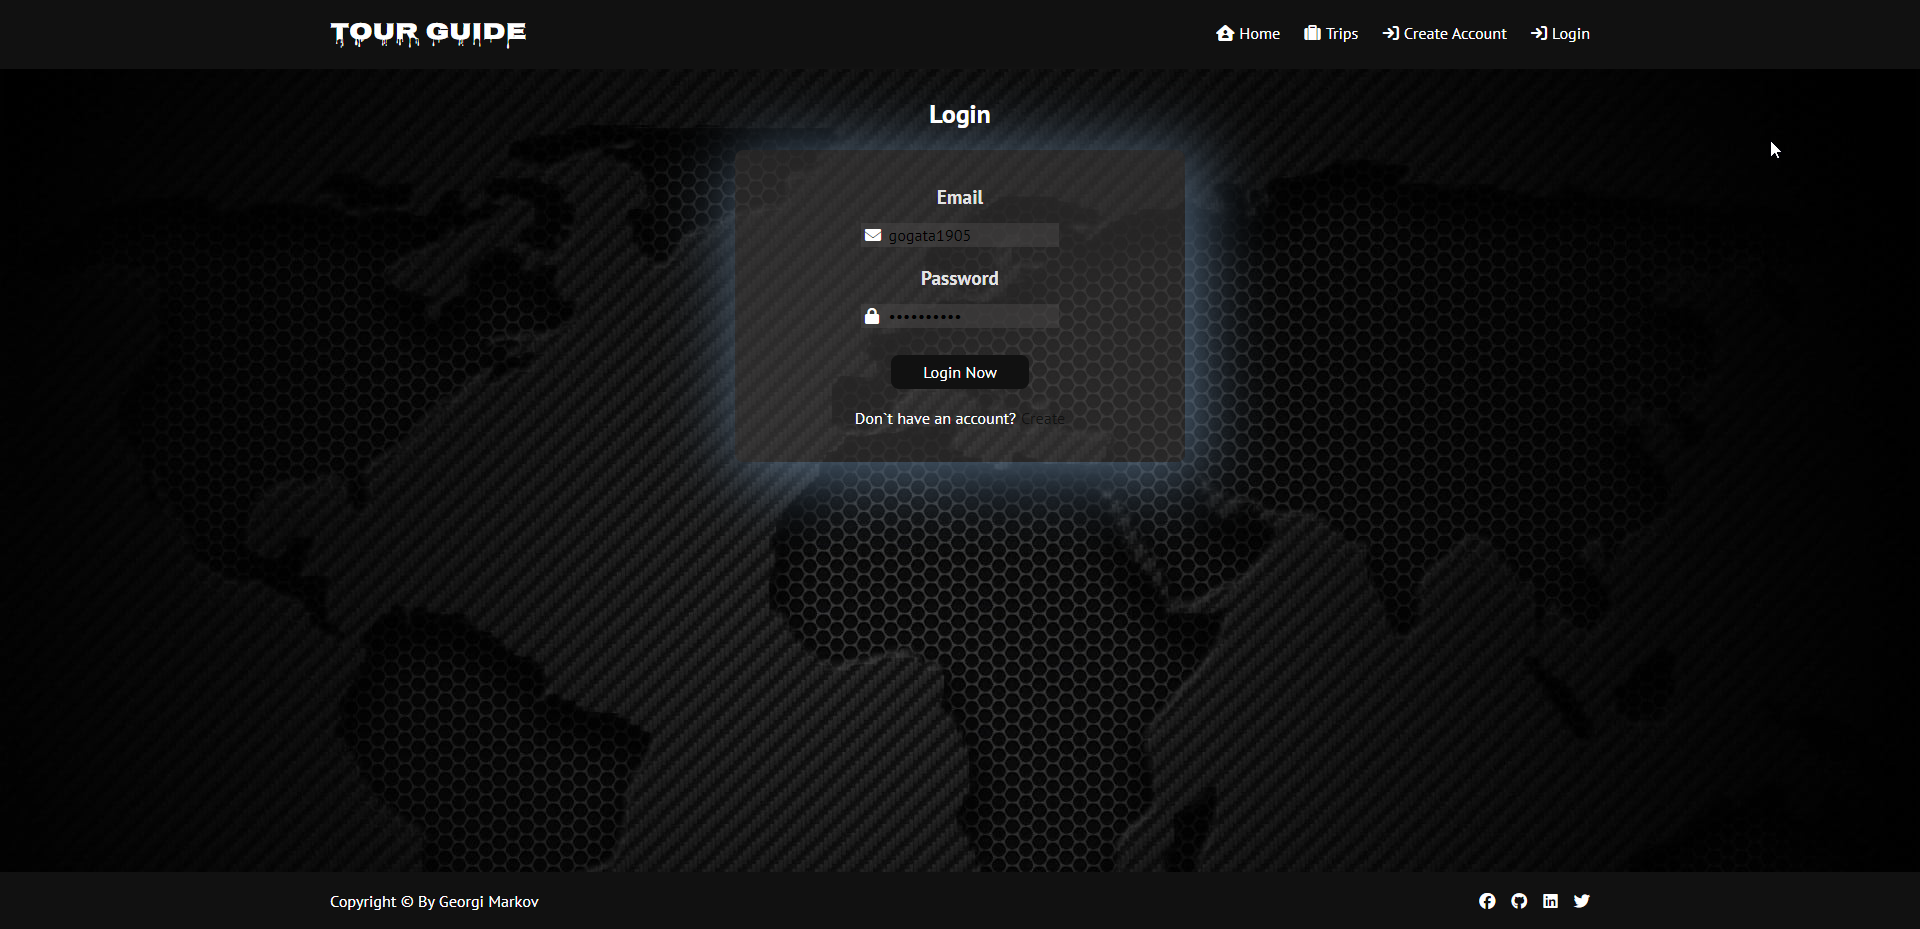 TOUR GUIDE
Home Trips Create Account Login
Login
Email
gogata1905
Password
••••••••••
Login Now
Don`t have an account? Create
Copyright © By Georgi Markov